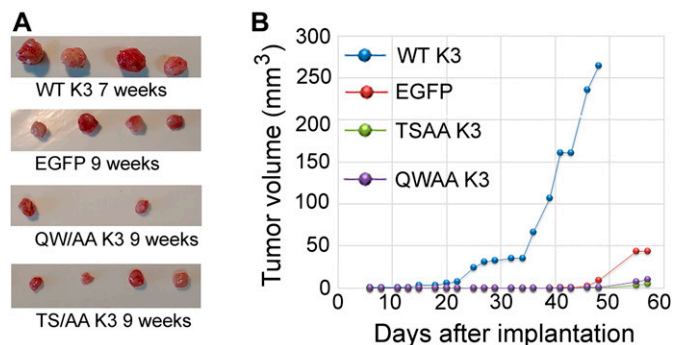 A
WT K3 7 weeks
EGFP 9 weeks
QW/AA K3 9 weeks
TS/AA K3 9 weeks
B
Tumor volume (mm³)
300
250
200
150
100
50
0
WT K3
EGFP
TSAA K3
QWAA K3
0 10 20 30 40 50 60
Days after implantation